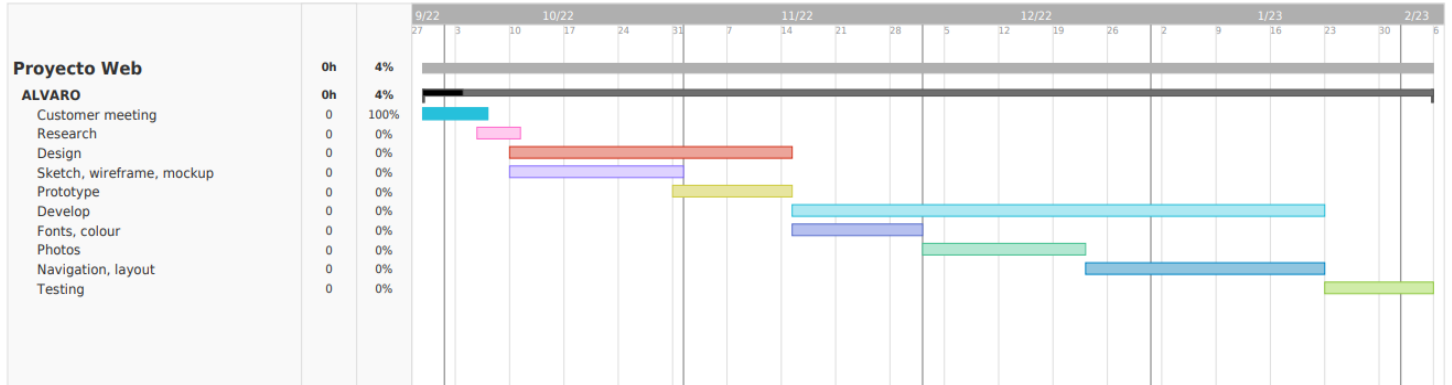 9/22 10/22 11/22 12/22 1/23 2/23
27 3 10 17 24 31 7 14 21 28 5 12 19 26 2 9 16 23 30 6
Proyecto Web 0h 4%
ALVARO 0h 4%
Customer meeting 0 100%
Research 0 0%
Design 0 0%
Sketch, wireframe, mockup 0 0%
Prototype 0 0%
Develop 0 0%
Fonts, colour 0 0%
Photos 0 0%
Navigation, layout 0 0%
Testing 0 0%